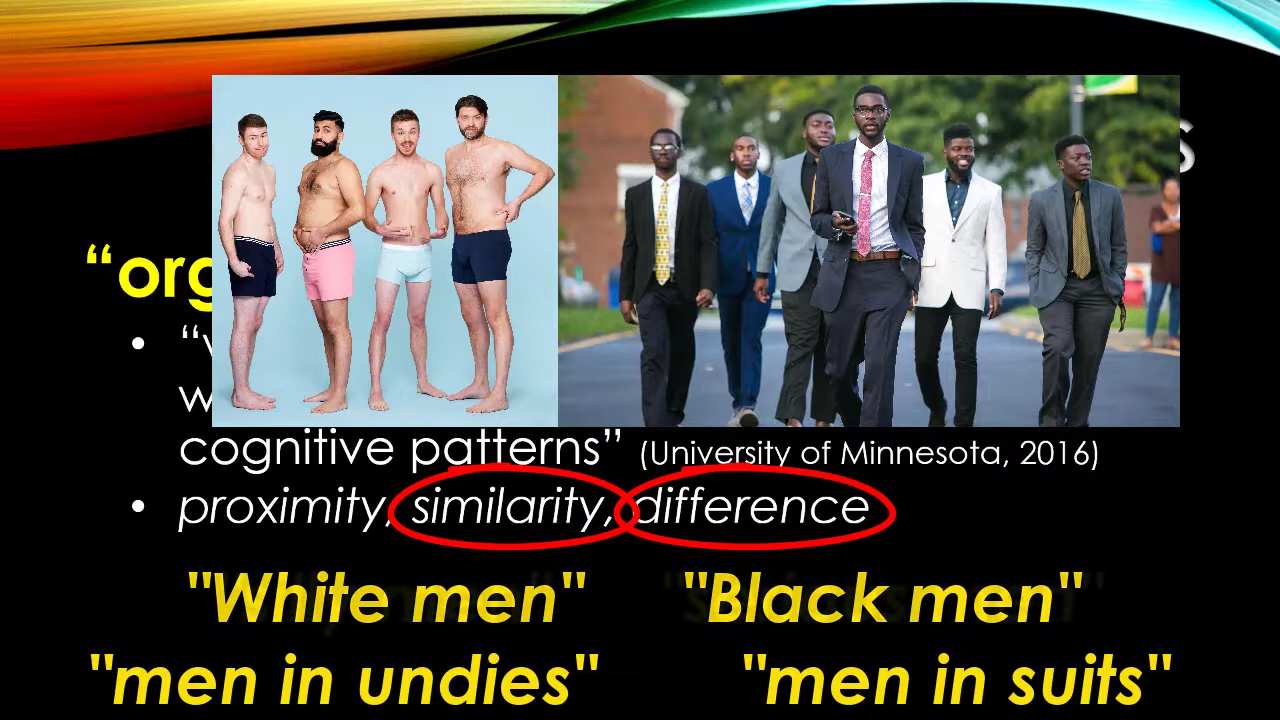 “org
cognitive patterns” (University of Minnesota, 2016)
• proximity, similarity, difference
"White men" "Black men"
"men in undies" "men in suits"